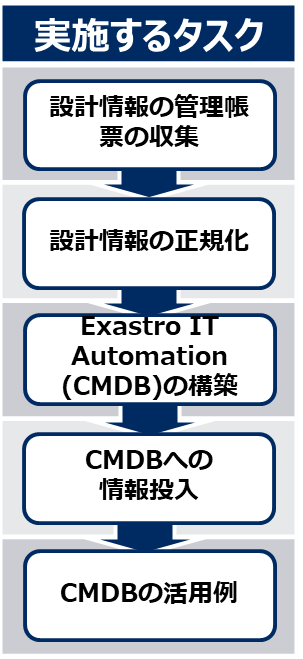 実施するタスク
設計情報の管理帳
票の収集
設計情報の正規化
Exastro IT
Automation
(CMDB)の構築
CMDBへの
情報投入
CMDBの活用例